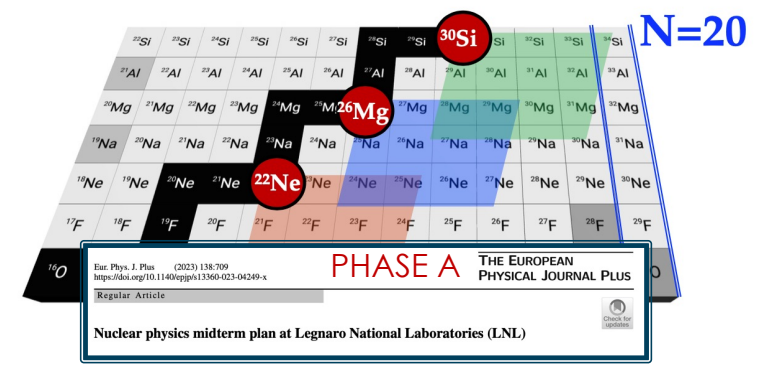 ²²Si ²³Si ²⁴Si ²⁵Si ²⁶Si ²⁷Si ²⁸Si ²⁹Si ³⁰Si Si ³²Si ³³Si ³⁴Si N=20
²¹Al ²²Al ²³Al ²⁴Al ²⁵Al ²⁶Al ²⁷Al ²⁸Al ²⁹Al ³⁰Al ³¹Al ³²Al ³³Al
²⁰Mg ²¹Mg ²²Mg ²³Mg ²⁴Mg ²⁵M ²⁶Mg ²⁷Mg ²⁸Mg ²⁹Mg ³⁰Mg ³¹Mg ³²Mg
¹⁹Na ²⁰Na ²¹Na ²²Na ²³Na ²⁴Na ²⁵Na ²⁶Na ²⁷Na ²⁸Na ²⁹Na ³⁰Na ³¹Na
¹⁸Ne ¹⁹Ne ²⁰Ne ²¹Ne ²²Ne ²³Ne ²⁴Ne ²⁵Ne ²⁶Ne ²⁷Ne ²⁸Ne ²⁹Ne ³⁰Ne
¹⁷F ¹⁸F ¹⁹F ²⁰F ²¹F ²²F ²³F ²⁴F ²⁵F ²⁶F ²⁷F ²⁸F ²⁹F
¹⁶O O
Eur. Phys. J. Plus (2023) 138:709
https://doi.org/10.1140/epjp/s13360-023-04249-x
PHASE A
THE EUROPEAN
PHYSICAL JOURNAL PLUS
Regular Article
Check for
updates
Nuclear physics midterm plan at Legnaro National Laboratories (LNL)